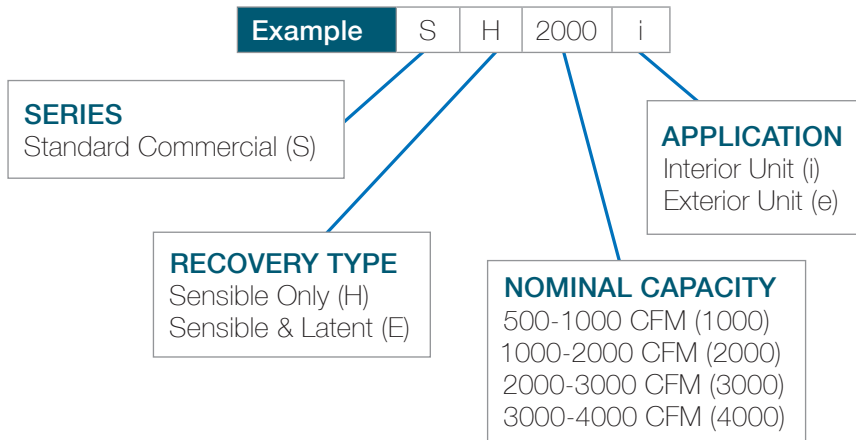 Example S H 2000 i
SERIES
Standard Commercial (S)
APPLICATION
Interior Unit (i)
Exterior Unit (e)
RECOVERY TYPE
Sensible Only (H)
Sensible & Latent (E)
NOMINAL CAPACITY
500-1000 CFM (1000)
1000-2000 CFM (2000)
2000-3000 CFM (3000)
3000-4000 CFM (4000)